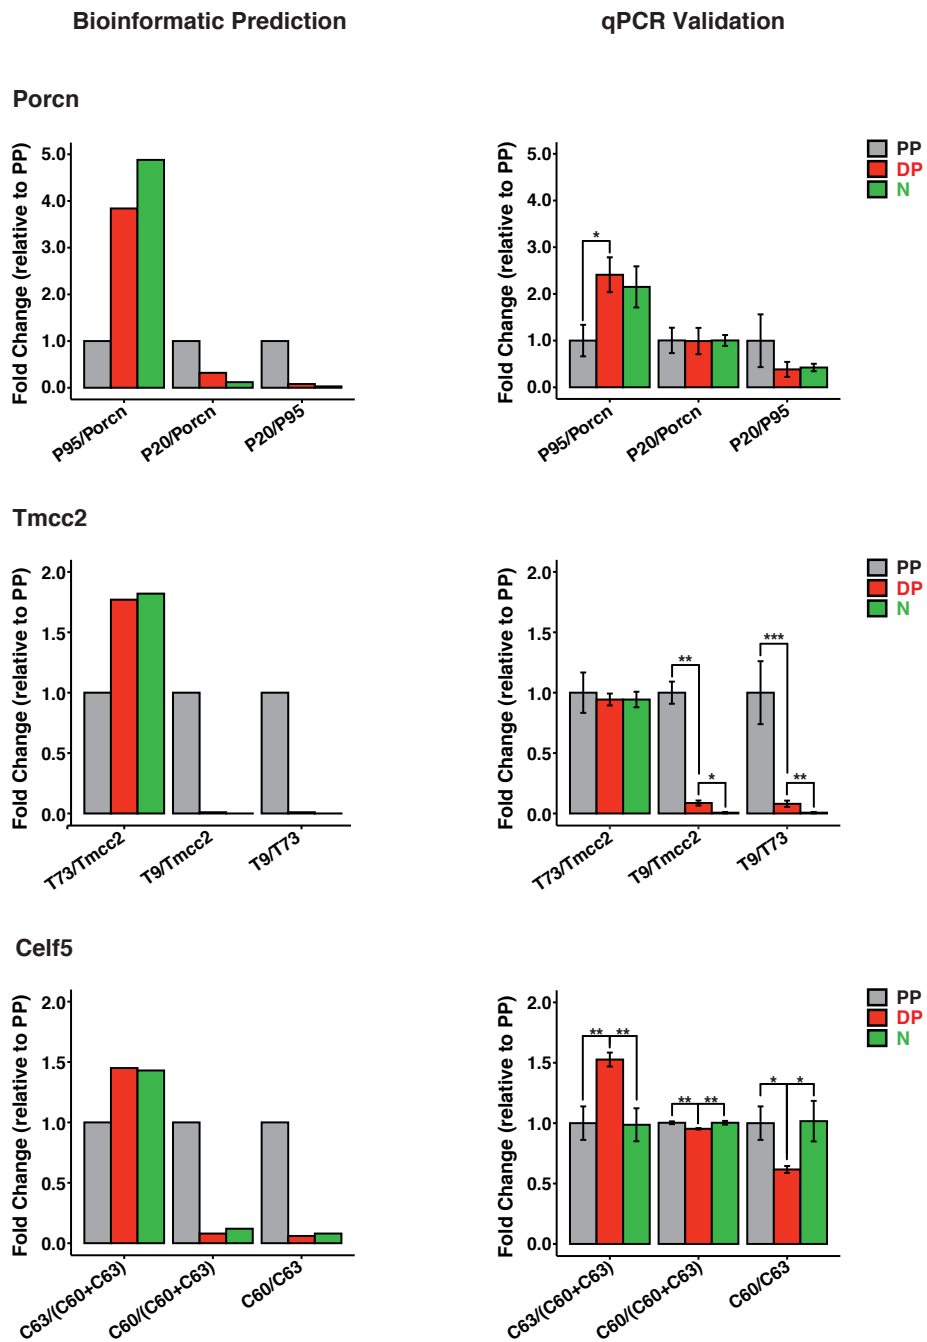 Bioinformatic Prediction
qPCR Validation
Porcn
Fold Change (relative to PP)
5.0
4.0
3.0
2.0
1.0
0.0
P95/Porcn
P20/Porcn
P20/P95
Fold Change (relative to PP)
5.0
4.0
3.0
2.0
1.0
0.0
*
P95/Porcn
P20/Porcn
P20/P95
PP
DP
N
Tmcc2
Fold Change (relative to PP)
2.0
1.5
1.0
0.5
0.0
T73/Tmcc2
T9/Tmcc2
T9/T73
Fold Change (relative to PP)
2.0
1.5
1.0
0.5
0.0
**
*
***
**
T73/Tmcc2
T9/Tmcc2
T9/T73
PP
DP
N
Celf5
Fold Change (relative to PP)
2.0
1.5
1.0
0.5
0.0
C63/(C60+C63)
C60/(C60+C63)
C60/C63
Fold Change (relative to PP)
2.0
1.5
1.0
0.5
0.0
** **
** **
* *
C63/(C60+C63)
C60/(C60+C63)
C60/C63
PP
DP
N